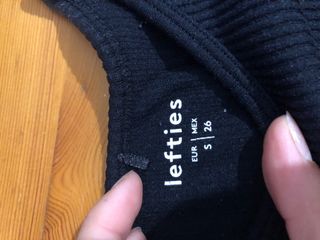 lefties
EUR | MEX
S | 26